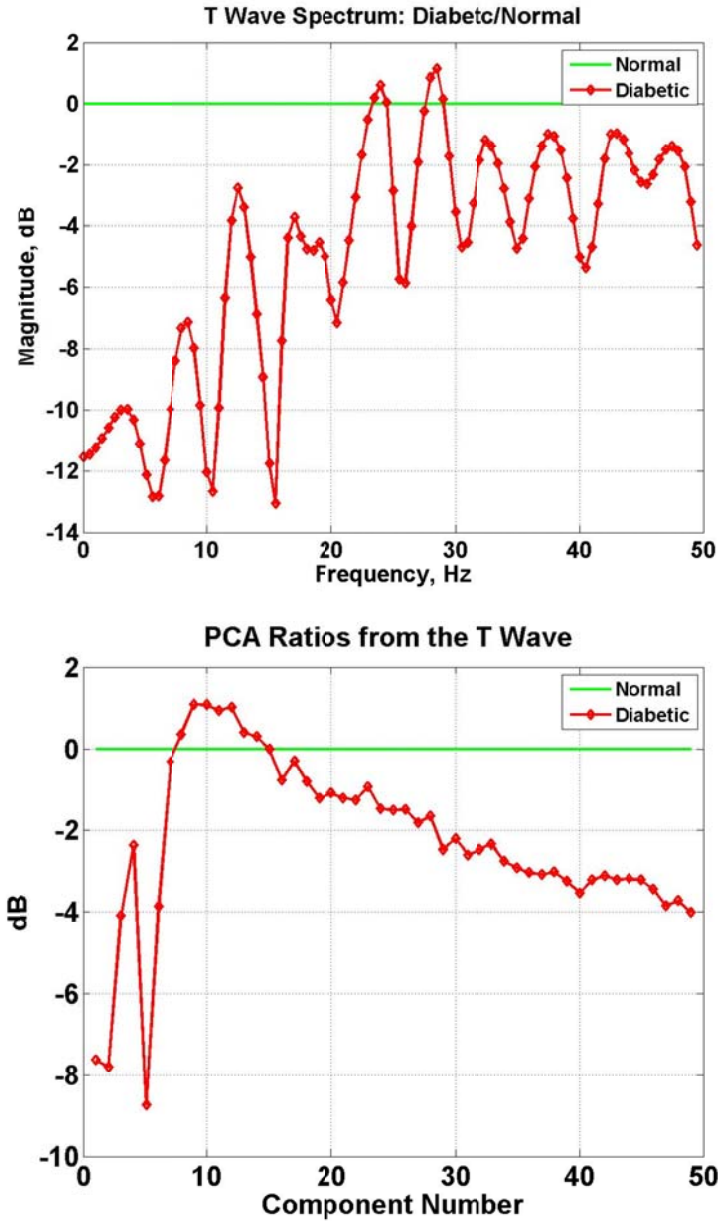 T Wave Spectrum: Diabetc/Normal
2
0
-2
-4
-6
-8
-10
-12
-14
Magnitude, dB
Normal
Diabetic
0 10 20 30 40 50
Frequency, Hz
PCA Ratios from the T Wave
2
0
-2
-4
-6
-8
-10
dB
Normal
Diabetic
0 10 20 30 40 50
Component Number